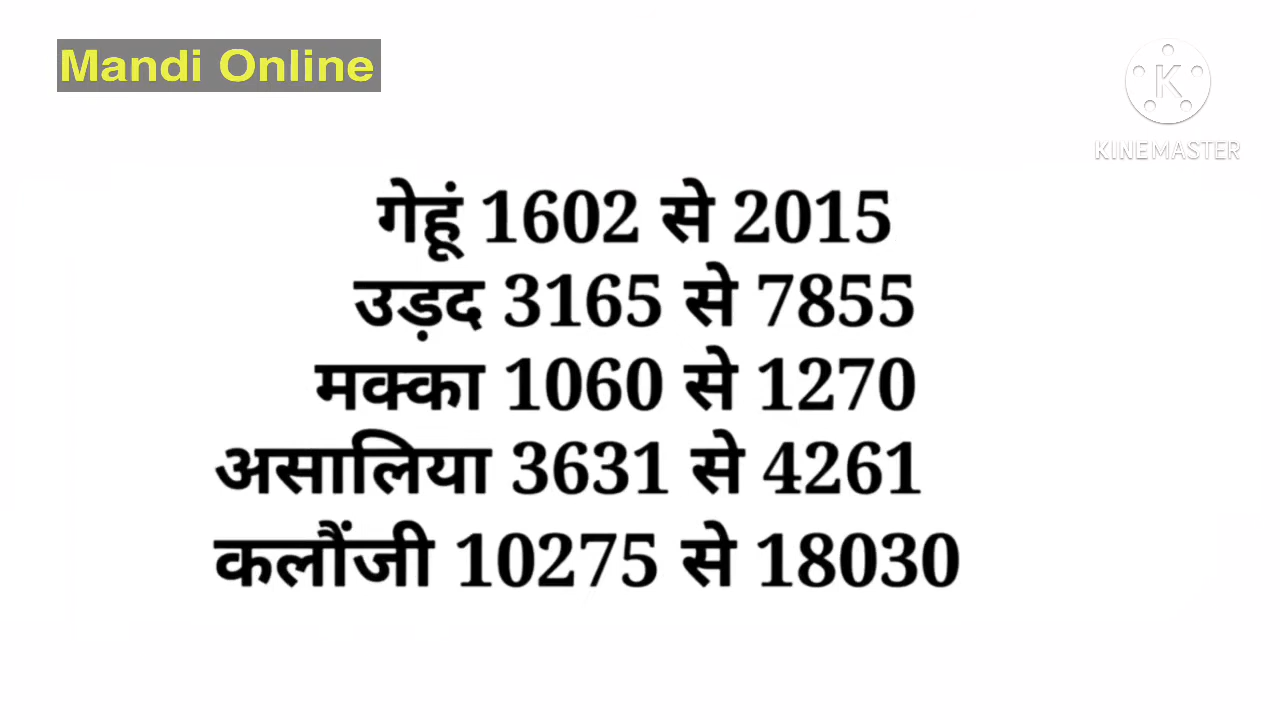 Mandi Online
KINEMASTER
गेहूं 1602 से 2015
उड़द 3165 से 7855
मक्का 1060 से 1270
असालिया 3631 से 4261
कलौंजी 10275 से 18030